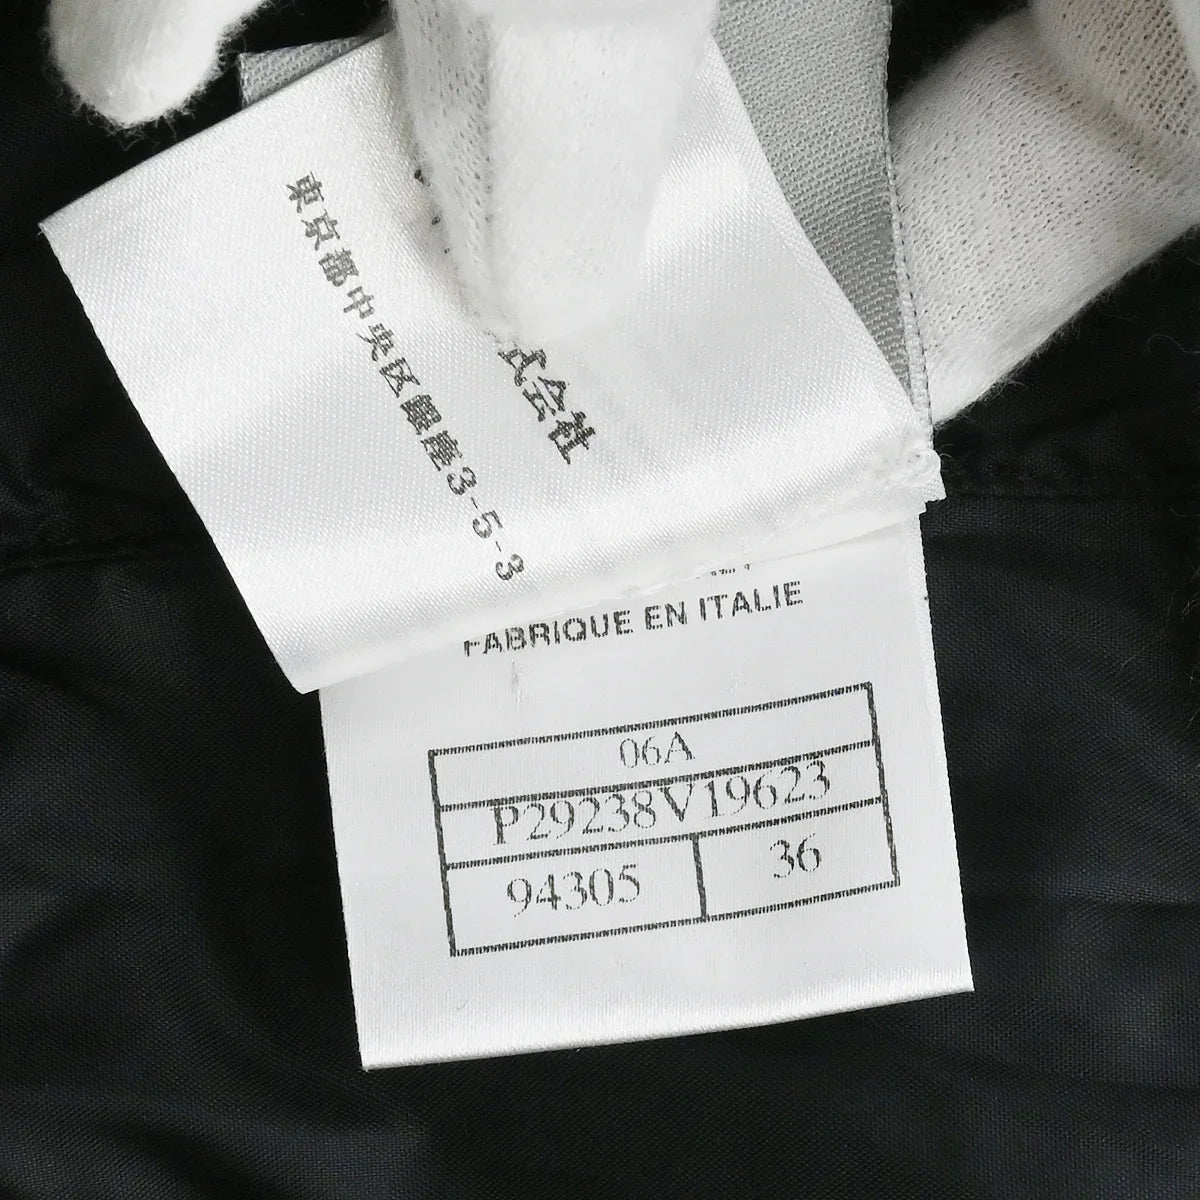 式会社
東京都中央区銀座3-5-3
FABRIQUE EN ITALIE
06A
P29238V19623
94305 36